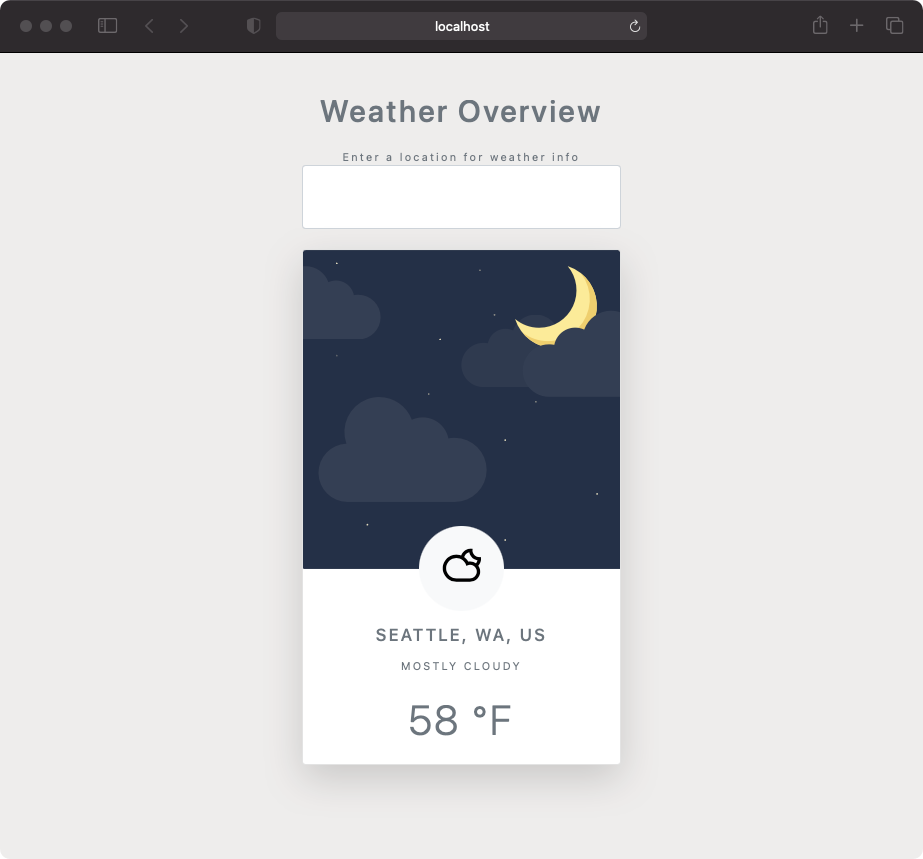 localhost
Weather Overview
Enter a location for weather info
SEATTLE, WA, US
MOSTLY CLOUDY
58 °F